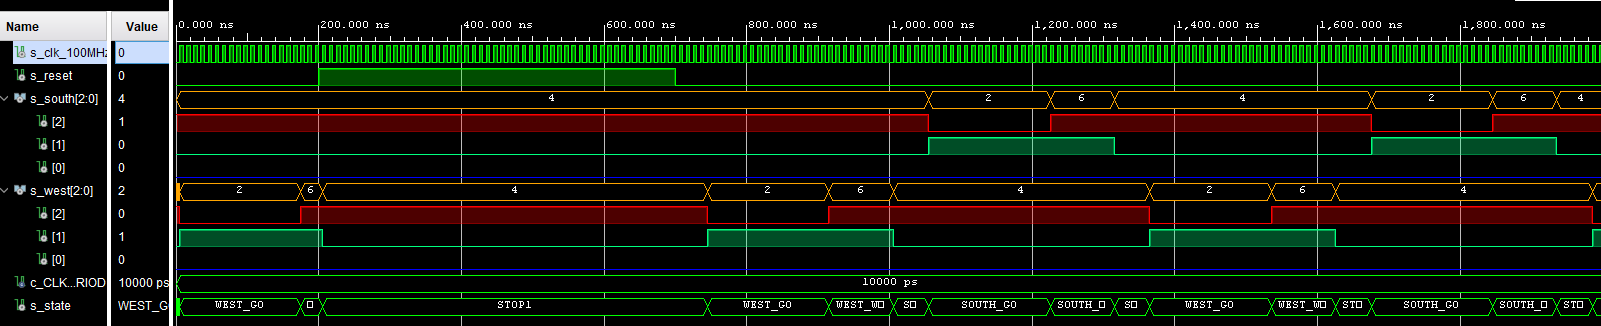 Name Value 0.000 ns 200.000 ns 400.000 ns 600.000 ns 800.000 ns 1,000.000 ns 1,200.000 ns 1,400.000 ns 1,600.000 ns 1,800.000 ns
s_clk_100MHz 0
s_reset 0
s_south[2:0] 4 4 2 6 4 2 6 4
[2] 1
[1] 0
[0] 0
s_west[2:0] 2 2 6 4 2 6 4 2 6 4
[2] 0
[1] 1
[0] 0
c_CLK...RIOD 10000 ps 10000 ps
s_state WEST_G WEST_GO □ STOP1 WEST_GO WEST_W□ S□ SOUTH_GO SOUTH_□ S□ WEST_GO WEST_W□ ST□ SOUTH_GO SOUTH_□ ST□